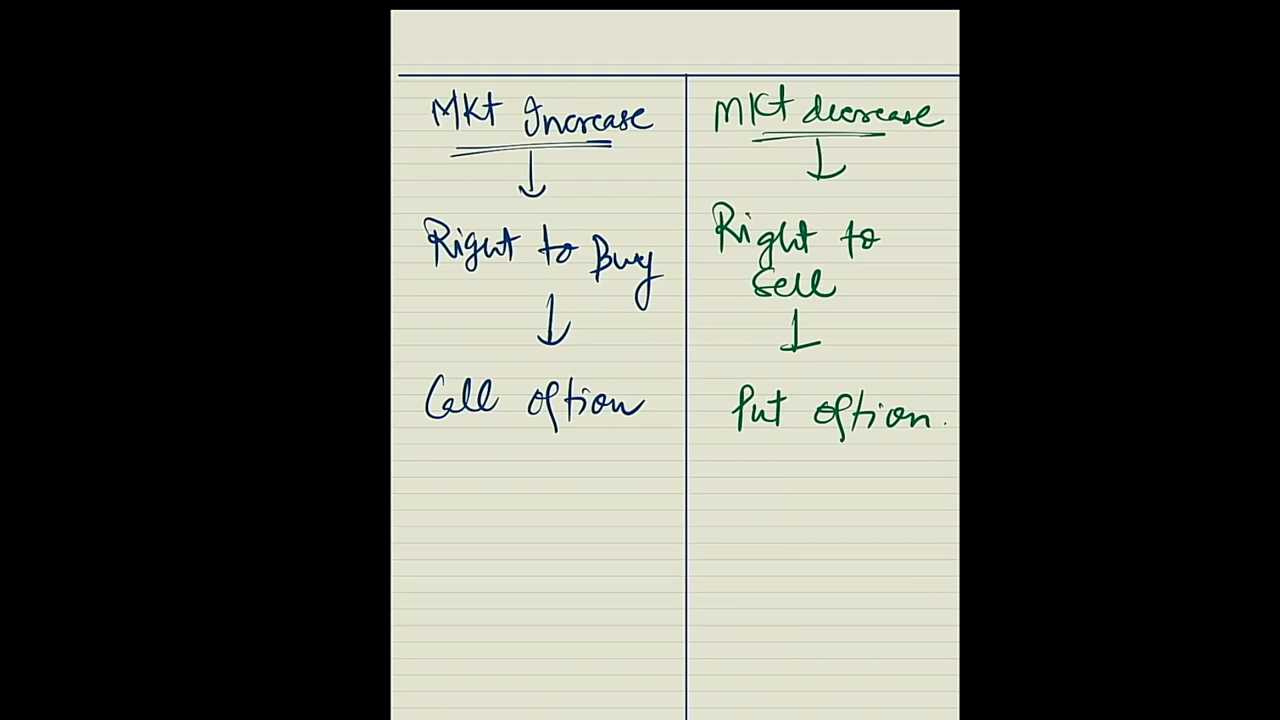 MKt Increase
Right to Buy
Call option
MKt decrease
Right to
Sell
Put option.